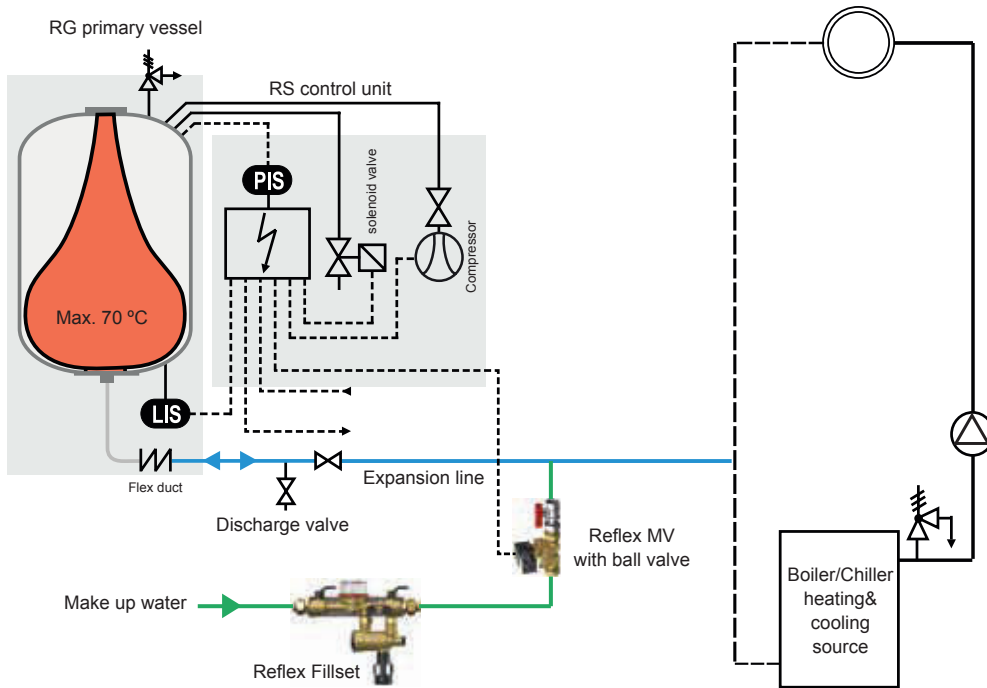 RG primary vessel
RS control unit
PIS
solenoid valve
Compressor
Max. 70 ºC
LIS
Flex duct
Expansion line
Discharge valve
Reflex MV
with ball valve
Make up water
Reflex Fillset
Boiler/Chiller
heating&
cooling
source